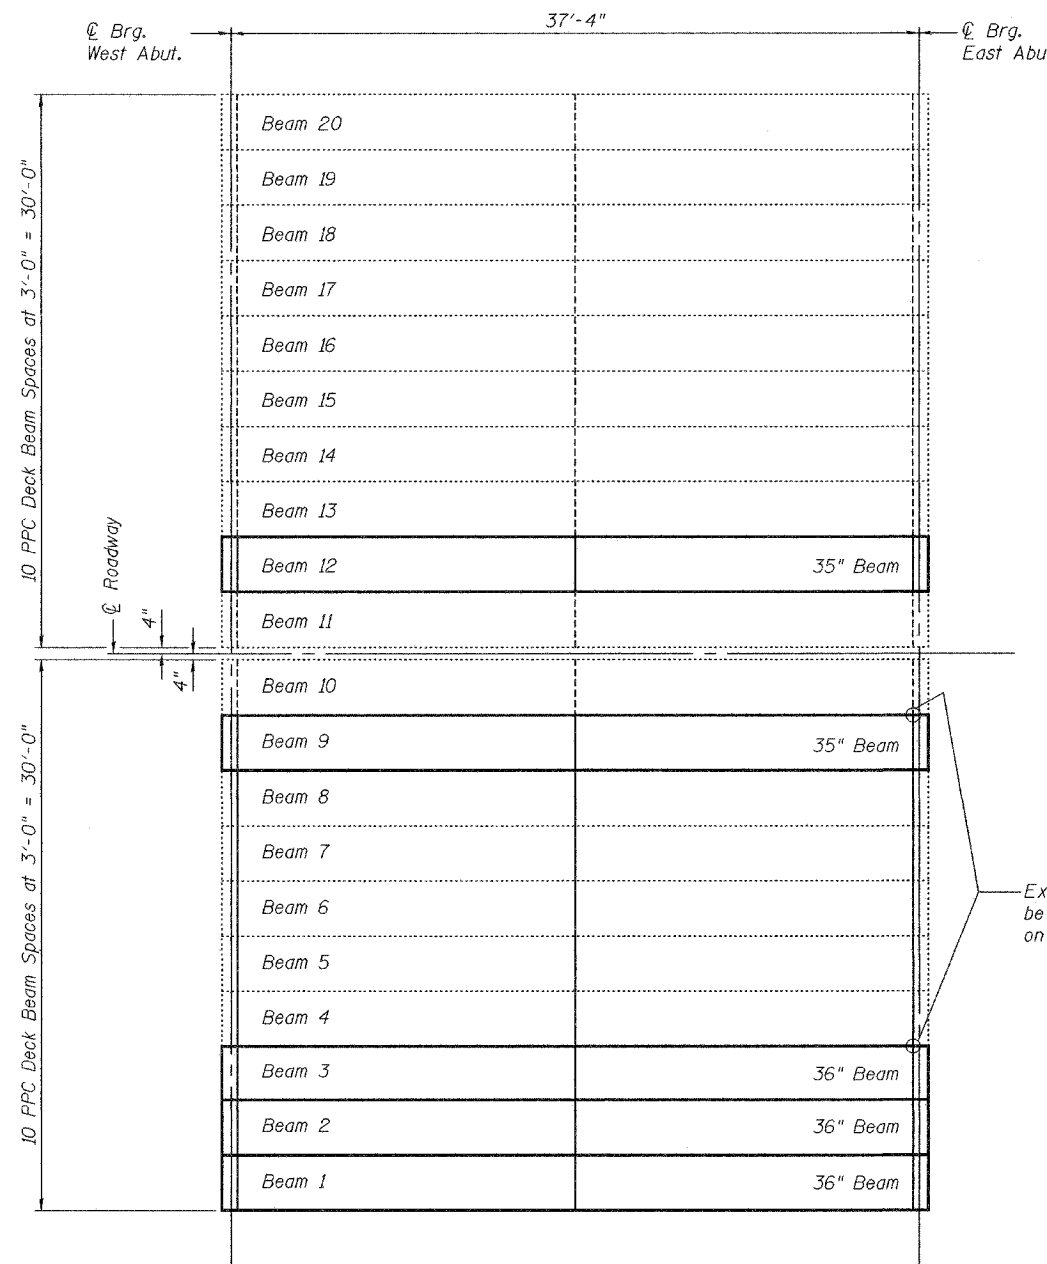 ℄ Brg.
West Abut.
37'-4"
℄ Brg.
East Abu
10 PPC Deck Beam Spaces at 3'-0" = 30'-0"
Beam 20
Beam 19
Beam 18
Beam 17
Beam 16
Beam 15
Beam 14
Beam 13
Beam 12
35" Beam
Beam 11
℄ Roadway
4"
4"
10 PPC Deck Beam Spaces at 3'-0" = 30'-0"
Beam 10
Beam 9
35" Beam
Beam 8
Beam 7
Beam 6
Beam 5
Beam 4
Ex
be
on
Beam 3
36" Beam
Beam 2
36" Beam
Beam 1
36" Beam